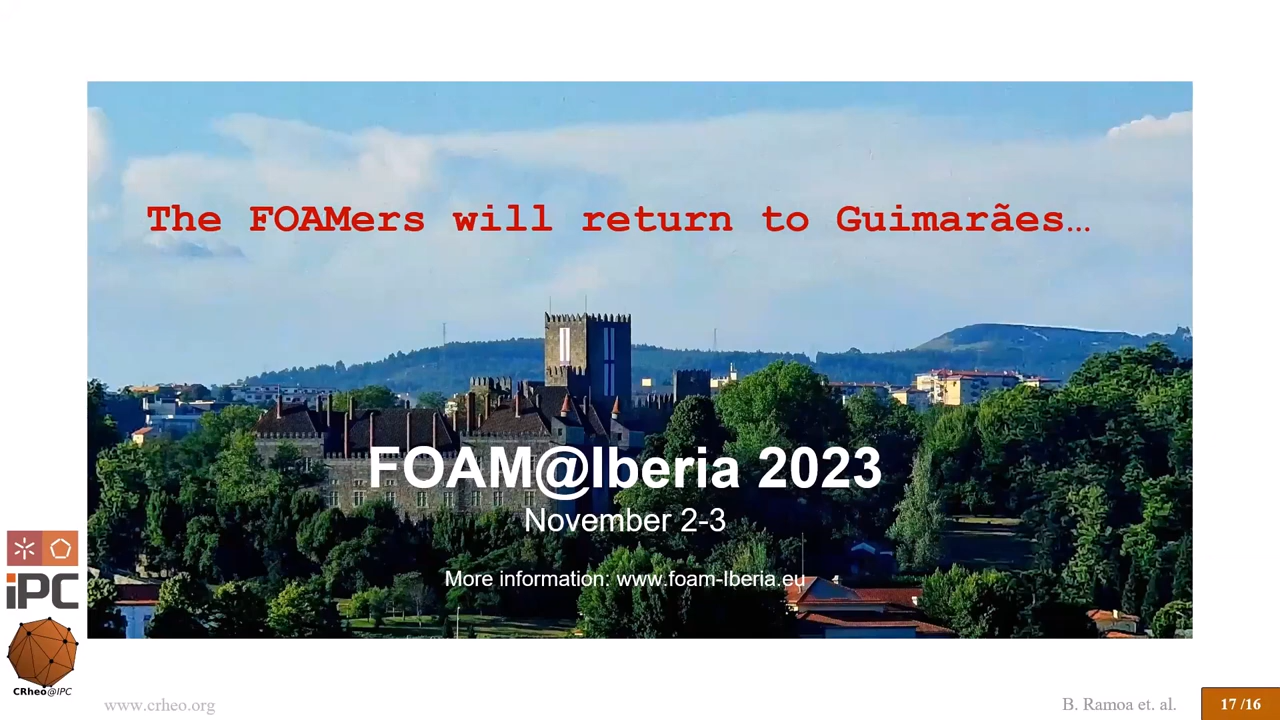 The FOAMers will return to Guimarães…
FOAM@Iberia 2023
November 2-3
More information: www.foam-Iberia.eu
iPC
CRheo@IPC
www.crheo.org
B. Ramoa et. al.
17 /16